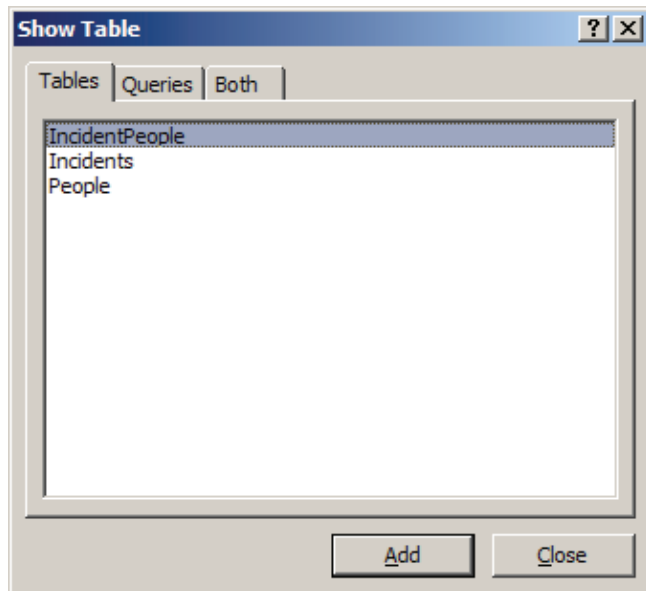 Show Table ? X
Tables Queries Both
IncidentPeople
Incidents
People
Add Close